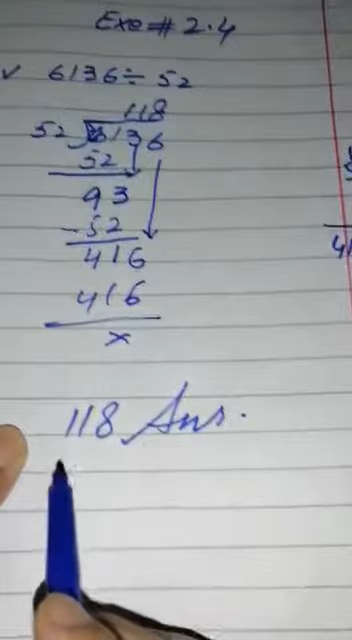 Exe # 2.4
✓ 6136 ÷ 52
118
52 6136
52
93
- 52
416
416
×
118 Ans.